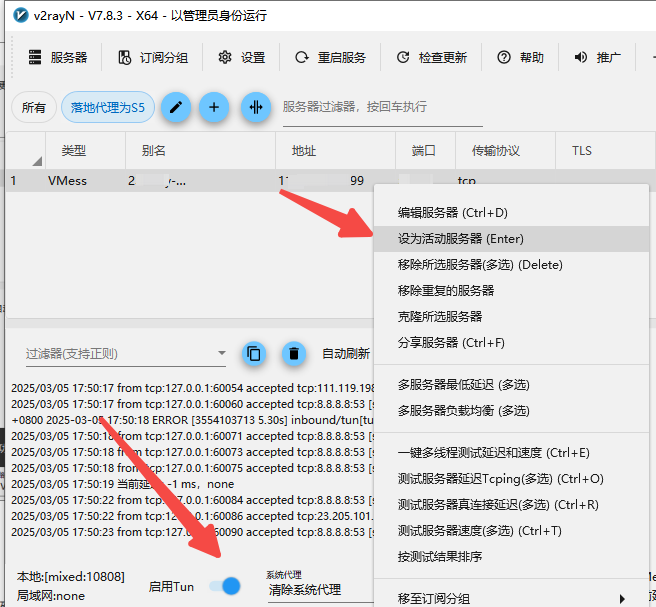 v2rayN - V7.8.3 - X64 - 以管理员身份运行
服务器 订阅分组 设置 重启服务 检查更新 帮助 推广
所有 落地代理为S5 服务器过滤器，按回车执行
类型 别名 地址 端口 传输协议 TLS
1 VMess 2 y-... 1 99 tcp
编辑服务器 (Ctrl+D)
设为活动服务器 (Enter)
移除所选服务器(多选) (Delete)
移除重复的服务器
克隆所选服务器
分享服务器 (Ctrl+F)
多服务器最低延迟 (多选)
多服务器负载均衡 (多选)
一键多线程测试延迟和速度 (Ctrl+E)
测试服务器延迟Tcping(多选) (Ctrl+O)
测试服务器真连接延迟(多选) (Ctrl+R)
测试服务器速度(多选) (Ctrl+T)
按测试结果排序
移至订阅分组
过滤器(支持正则) 自动刷新
2025/03/05 17:50:17 from tcp:127.0.0.1:60054 accepted tcp:111.119.198
2025/03/05 17:50:17 from tcp:127.0.0.1:60060 accepted tcp:8.8.8.8:53 [s
+0800 2025-03-05 17:50:18 ERROR [3554103713 5.30s] inbound/tun[tu
2025/03/05 17:50:18 from tcp:127.0.0.1:60071 accepted tcp:8.8.8.8:53 [s
2025/03/05 17:50:18 from tcp:127.0.0.1:60073 accepted tcp:8.8.8.8:53 [s
2025/03/05 17:50:18 from tcp:127.0.0.1:60075 accepted tcp:8.8.8.8:53 [s
2025/03/05 17:50:19 当前延 -1 ms，none
2025/03/05 17:50:22 from tcp:127.0.0.1:60084 accepted tcp:8.8.8.8:53 [s
2025/03/05 17:50:22 from tcp:127.0.0.1:60086 accepted tcp:23.205.101.
2025/03/05 17:50:23 from tcp:127.0.0.1:60090 accepted tcp:8.8.8.8:53 [s
本地:[mixed:10808]
局域网:none
启用Tun
系统代理
清除系统代理